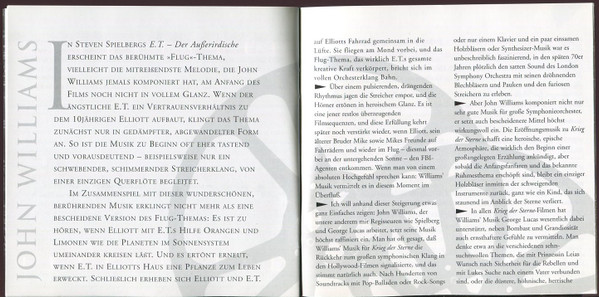 JOHN WILLIAMS
IN STEVEN SPIELBERGS E.T. – Der Außerirdische
ERSCHEINT DAS BERÜHMTE »FLUG«-THEMA,
VIELLEICHT DIE MITREIßENDSTE MELODIE, DIE JOHN
WILLIAMS JEMALS KOMPONIERT HAT, AM ANFANG DES
FILMS NOCH NICHT IN VOLLEM GLANZ. WENN DER
ÄNGSTLICHE E.T. EIN VERTRAUENSVERHÄLTNIS ZU
DEM 10JÄHRIGEN ELLIOTT AUFBAUT, KLINGT DAS THEMA
ZUNÄCHST NUR IN GEDÄMPFTER, ABGEWANDELTER FORM
AN. SO IST DIE MUSIK ZU BEGINN OFT EHER TASTEND
UND VORAUSDEUTEND – BEISPIELSWEISE NUR EIN
SCHWEBENDER, SCHIMMERNDER STREICHERKLANG, VON
EINER EINZIGEN QUERFLÖTE BEGLEITET.
IM ZUSAMMENSPIEL MIT DIESER WUNDERSCHÖNEN,
BERÜHRENDEN MUSIK ERKLINGT NICHT MEHR ALS EINE
BESCHEIDENE VERSION DES FLUG-THEMAS: ES IST ZU
HÖREN, WENN ELLIOTT MIT E.T.S HILFE ORANGEN UND
LIMONEN WIE DIE PLANETEN IM SONNENSYSTEM
UMEINANDER KREISEN LÄßT. UND ES ERTÖNT ERNEUT,
WENN E.T. IN ELLIOTTS HAUS EINE PFLANZE ZUM LEBEN
ERWECKT. SCHLIEßLICH ERHEBEN SICH ELLIOTT UND E.T.
auf Elliotts Fahrrad gemeinsam in die
Lüfte. Sie fliegen am Mond vorbei, und das
Flug-Thema, das wirklich E.T.s gesamte
kreative Kraft verkörpert, bricht sich im
vollen Orchesterklang Bahn.
Über einem pulsierenden, drängenden
Rhythmus jagen die Streicher empor, und die
Hörner ertönen in heroischem Glanz. Es ist
eine jener restlos überzeugenden
Filmsequenzen, und diese Erfüllung kehrt
später noch verstärkt wieder, wenn Elliott, sein
älterer Bruder Mike sowie Mikes Freunde auf
Fahrrädern und wieder im Flug – diesmal vor-
bei an der untergehenden Sonne – den FBI-
Agenten entkommen. Wenn man von einem
absoluten Hochgefühl sprechen kann: Williams'
Musik vermittelt es in diesem Moment im
Überfluß.
Ich will anhand dieser Steigerung etwas
ganz Einfaches zeigen: John Williams, der
unter anderem mit Regisseuren wie Spielberg
und George Lucas arbeitet, setzt seine Musik
höchst raffiniert ein. Man hat oft gesagt, daß
Williams' Musik für Krieg der Sterne die
Rückkehr zum großen symphonischen Klang in
den Hollywood-Filmen signalisierte, und das
stimmt natürlich auch. Nach Hunderten von
Soundtracks mit Pop-Balladen oder Rock-Songs
oder nur einem Klavier und ein paar einsamen
Holzbläsern oder Synthesizer-Musik war es
unbeschreiblich faszinierend, in den späten 70er
Jahren plötzlich den satten Sound des London
Symphony Orchestra mit seinen dröhnenden
Blechbläsern und Pauken und den furiosen
Streichern zu erleben.
Aber John Williams komponiert nicht nur
sehr gute Musik für große Symphonieorchester,
er setzt auch bescheidenere Mittel höchst
wirkungsvoll ein. Die Eröffnungsmusik zu Krieg
der Sterne schafft eine heroische, epische
Atmosphäre, die wirklich den Beginn einer
großangelegten Erzählung ankündigt, aber
sobald die Anfangsfanfaren und das bekannte
Rahmenthema erschöpft sind, bleibt ein einziger
Holzbläser inmitten der schweigenden
Instrumente zurück, ganz wie ein Kind, das sich
staunend im Anblick der Sterne verliert.
In allen Krieg der Sterne-Filmen hat
Williams' Musik George Lucas wesentlich dabei
unterstützt, neben Bombast und Grandiosität
auch ernsthafte Gefühle zu vermitteln. Man
denke etwa an die verschiedenen sehn-
suchtsvollen Themen, die mit Prinzessin Leias
Wunsch nach Sicherheit für die Rebellen und
mit Lukes Suche nach einem Vater verbunden
sind, oder die düstere, höhnische, herrische